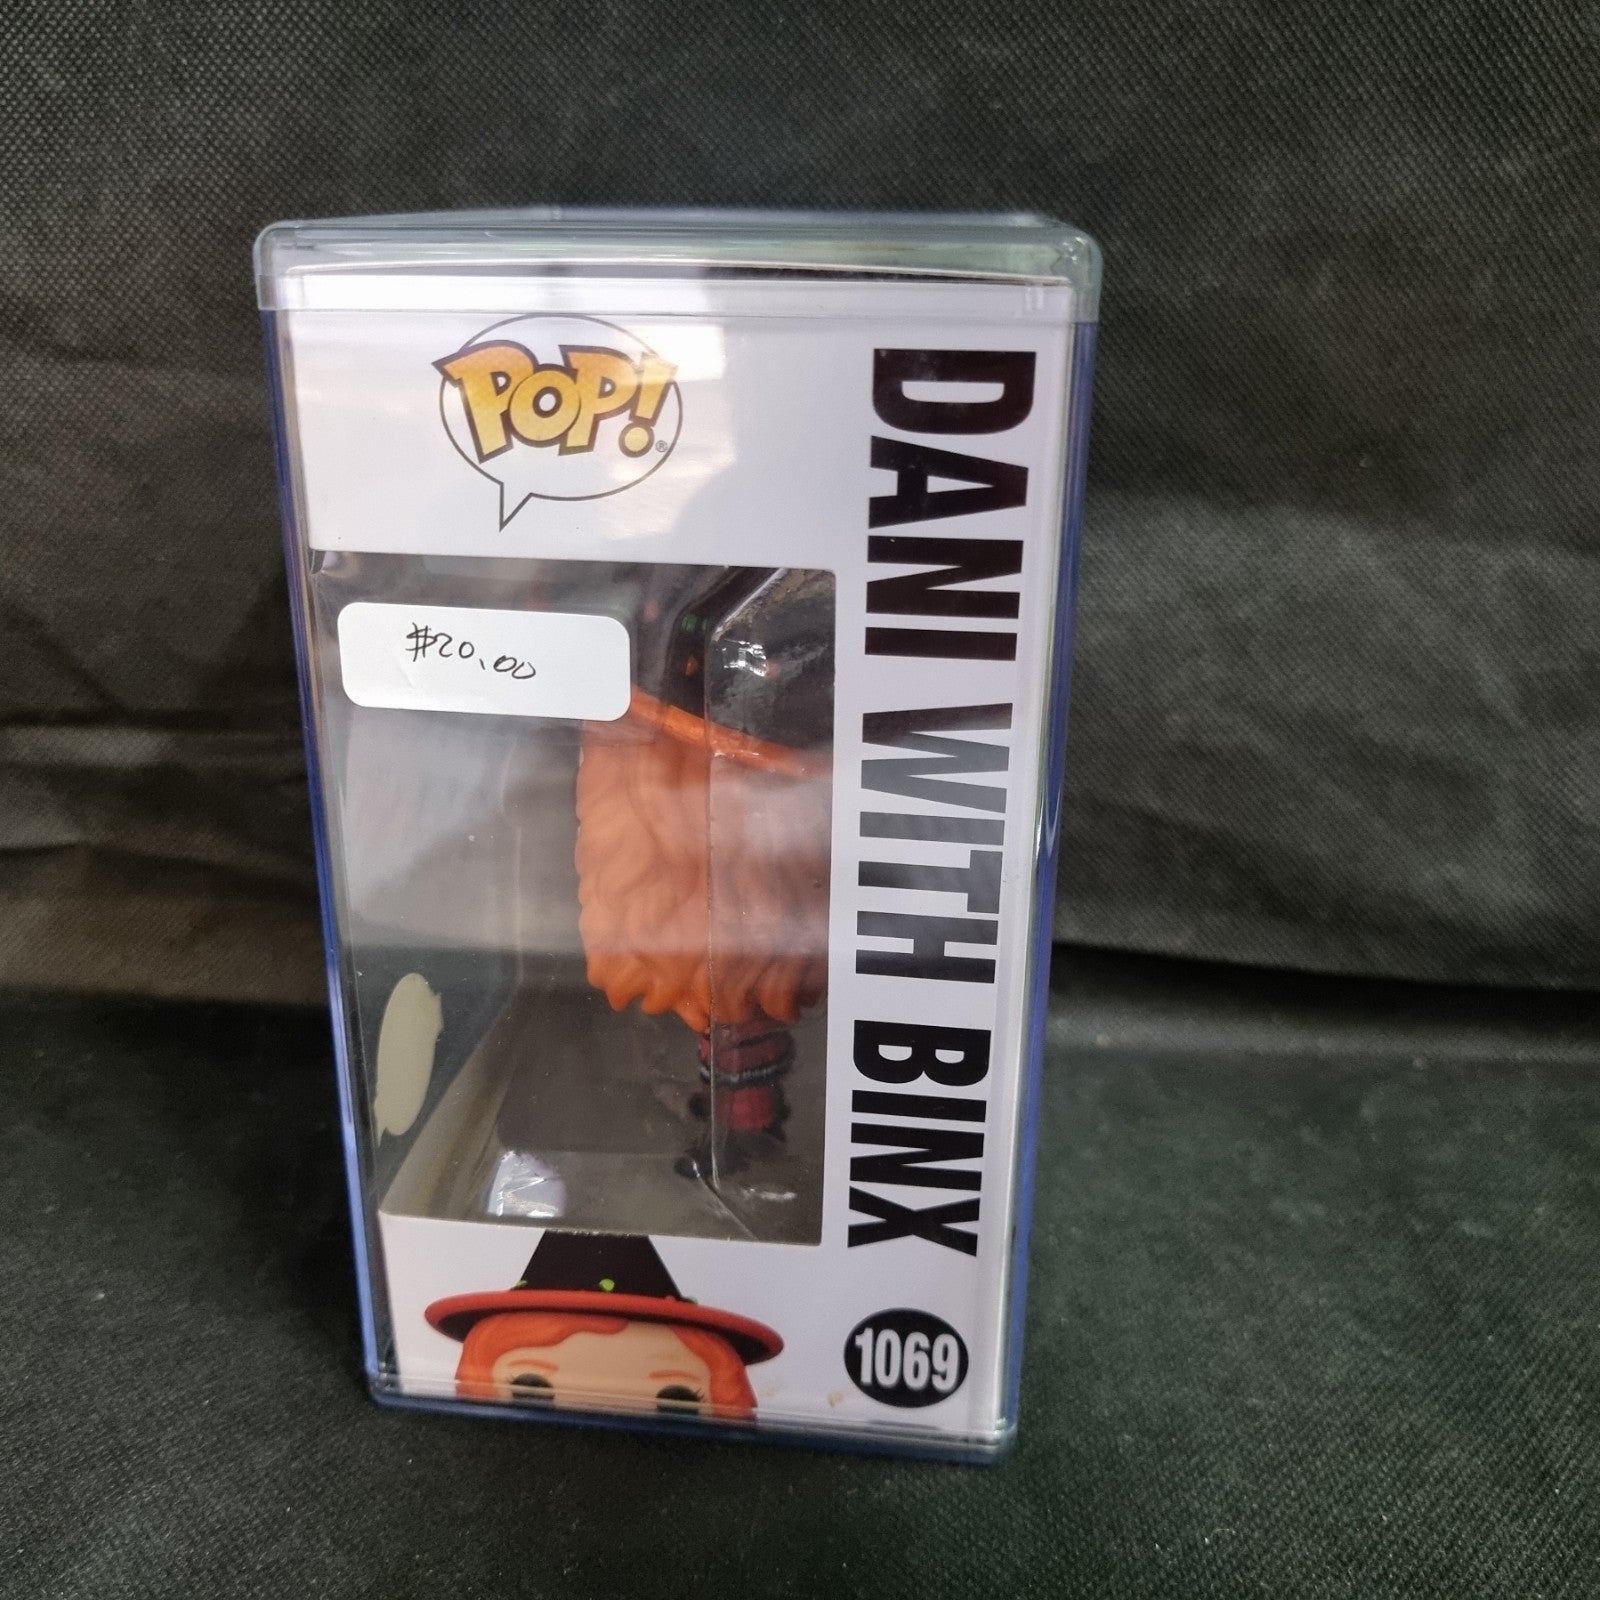 POP!®
$20.00
DANI WITH BINX
1069